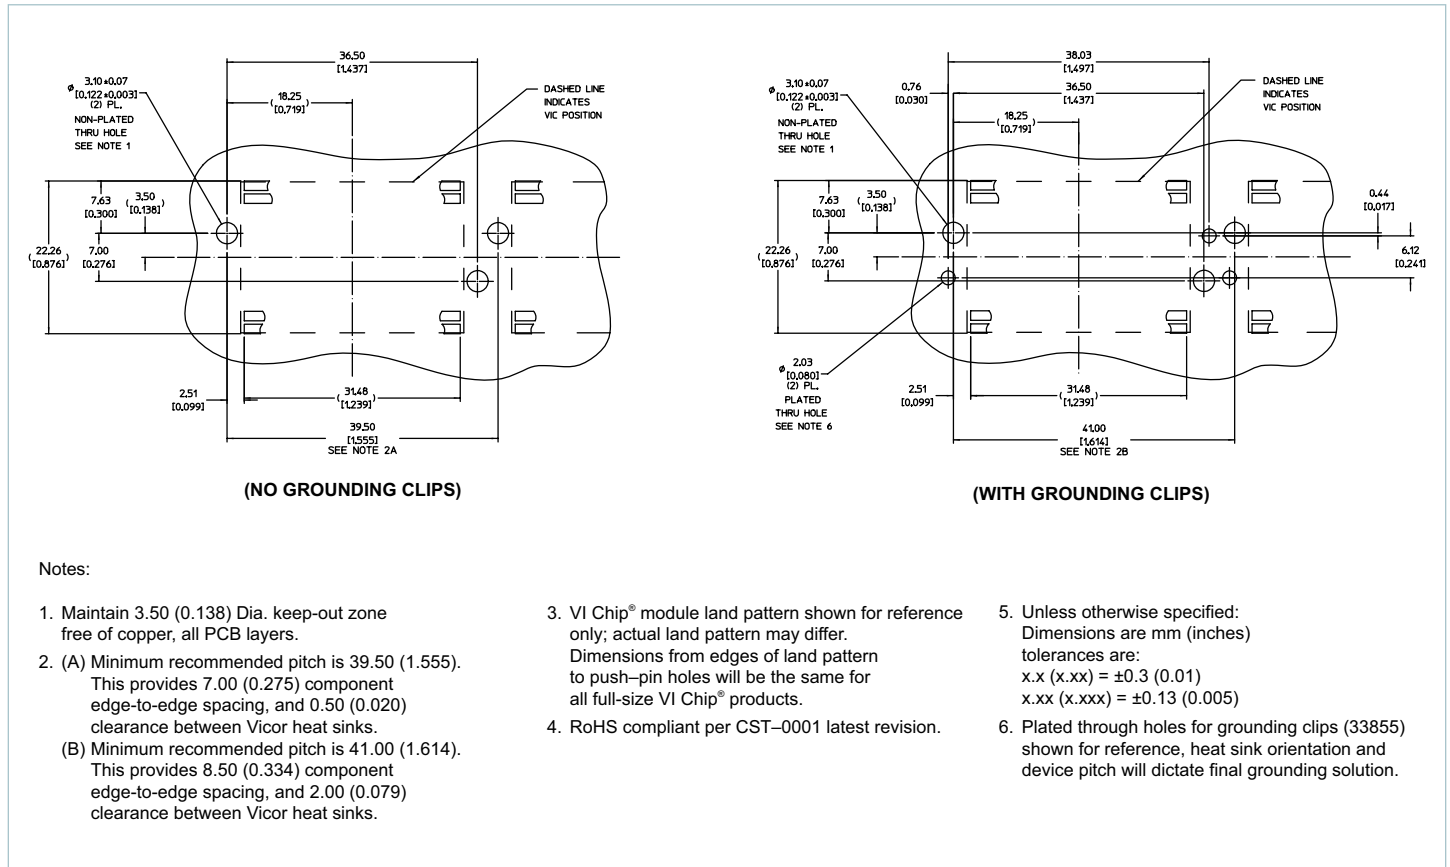 36.50
[1.437]
3.10±0.07
ø [0.122±0.003]
(2) PL.
NON-PLATED
THRU HOLE
SEE NOTE 1
(18.25
[0.719])
DASHED LINE
INDICATES
VIC POSITION
7.63
[0.300]
(3.50
[0.138])
(22.26
[0.876])
7.00
[0.276]
2.51
[0.099]
(31.48
[1.239])
39.50
[1.555]
SEE NOTE 2A
(NO GROUNDING CLIPS)
38.03
[1.497]
3.10±0.07
ø [0.122±0.003]
(2) PL.
NON-PLATED
THRU HOLE
SEE NOTE 1
0.76
[0.030]
36.50
[1.437]
(18.25
[0.719])
DASHED LINE
INDICATES
VIC POSITION
7.63
[0.300]
(3.50
[0.138])
0.44
[0.017]
(22.26
[0.876])
7.00
[0.276]
6.12
[0.241]
ø 2.03
[0.080]
(2) PL.
PLATED
THRU HOLE
SEE NOTE 6
2.51
[0.099]
(31.48
[1.239])
41.00
[1.614]
SEE NOTE 2B
(WITH GROUNDING CLIPS)
Notes:
1. Maintain 3.50 (0.138) Dia. keep-out zone
free of copper, all PCB layers.
2. (A) Minimum recommended pitch is 39.50 (1.555).
This provides 7.00 (0.275) component
edge-to-edge spacing, and 0.50 (0.020)
clearance between Vicor heat sinks.
(B) Minimum recommended pitch is 41.00 (1.614).
This provides 8.50 (0.334) component
edge-to-edge spacing, and 2.00 (0.079)
clearance between Vicor heat sinks.
3. VI Chip® module land pattern shown for reference
only; actual land pattern may differ.
Dimensions from edges of land pattern
to push–pin holes will be the same for
all full-size VI Chip® products.
4. RoHS compliant per CST–0001 latest revision.
5. Unless otherwise specified:
Dimensions are mm (inches)
tolerances are:
x.x (x.xx) = ±0.3 (0.01)
x.xx (x.xxx) = ±0.13 (0.005)
6. Plated through holes for grounding clips (33855)
shown for reference, heat sink orientation and
device pitch will dictate final grounding solution.